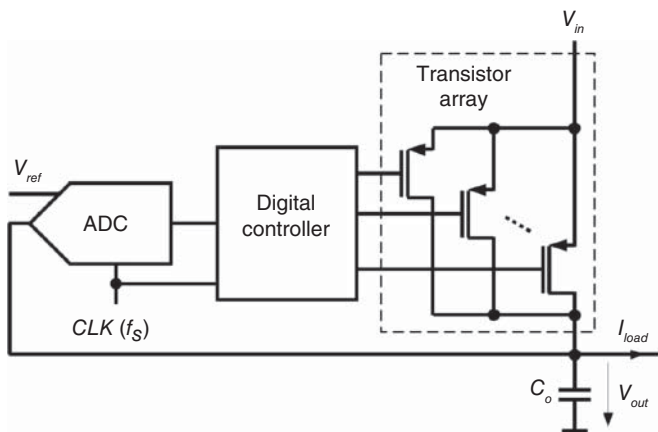 V_in
Transistor
array
V_ref
ADC
Digital
controller
CLK (f_S)
I_load
C_o
V_out